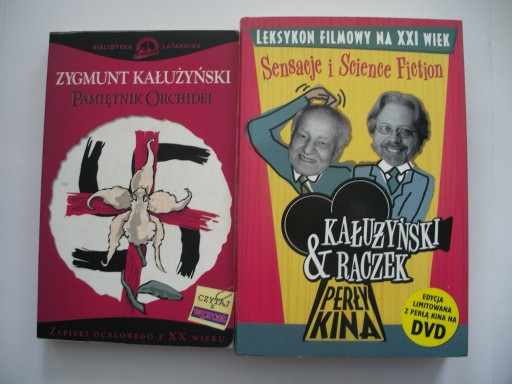 BIBLIOTEKA LATARNIKA
ZYGMUNT KAŁUŻYŃSKI
PAMIĘTNIK ORCHIDEI
CZYTAJ
Z
ZAPISKI OCALONEGO Z XX WIEKU
LEKSYKON FILMOWY NA XXI WIEK
Sensacje i Science Fiction
KAŁUŻYŃSKI
& RACZEK
PERŁY
KINA
EDYCJA
LIMITOWANA
Z PERŁĄ KINA NA
DVD